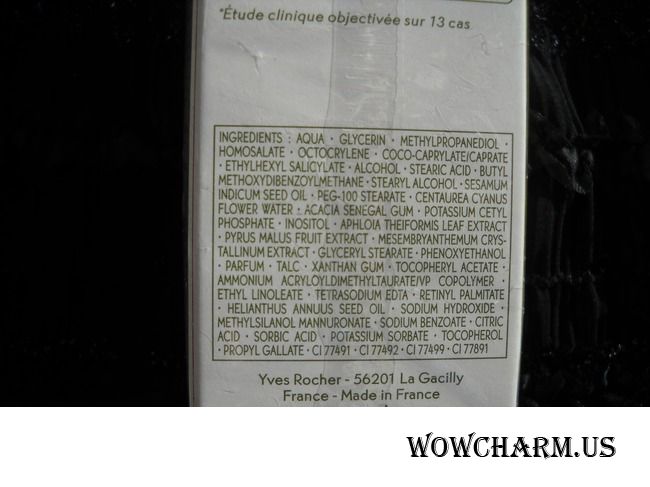 *Étude clinique objectivée sur 13 cas
INGREDIENTS : AQUA · GLYCERIN · METHYLPROPANEDIOL ·
HOMOSALATE · OCTOCRYLENE · COCO-CAPRYLATE/CAPRATE
· ETHYLHEXYL SALICYLATE · ALCOHOL · STEARIC ACID · BUTYL
METHOXYDIBENZOYLMETHANE · STEARYL ALCOHOL · SESAMUM
INDICUM SEED OIL · PEG-100 STEARATE · CENTAUREA CYANUS
FLOWER WATER · ACACIA SENEGAL GUM · POTASSIUM CETYL
PHOSPHATE · INOSITOL · APHLOIA THEIFORMIS LEAF EXTRACT
· PYRUS MALUS FRUIT EXTRACT · MESEMBRYANTHEMUM CRYS-
TALLINUM EXTRACT · GLYCERYL STEARATE · PHENOXYETHANOL
· PARFUM · TALC · XANTHAN GUM · TOCOPHERYL ACETATE ·
AMMONIUM ACRYLOYLDIMETHYLTAURATE/VP COPOLYMER ·
ETHYL LINOLEATE · TETRASODIUM EDTA · RETINYL PALMITATE
· HELIANTHUS ANNUUS SEED OIL · SODIUM HYDROXIDE ·
METHYLSILANOL MANNURONATE · SODIUM BENZOATE · CITRIC
ACID · SORBIC ACID · POTASSIUM SORBATE · TOCOPHEROL
· PROPYL GALLATE · CI 77491 · CI 77492 · CI 77499 · CI 77891
Yves Rocher - 56201 La Gacilly
France - Made in France
WOWCHARM.US